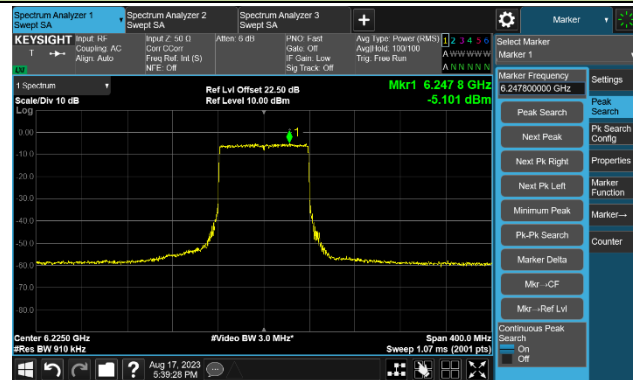 Spectrum Analyzer 1
Swept SA
Spectrum Analyzer 2
Swept SA
Spectrum Analyzer 3
Swept SA
+
Marker
KEYSIGHT
T
LW
Input: RF
Coupling: AC
Align: Auto
Input Z: 50 Ω
Corr CCorr
Freq Ref: Int (S)
NFE: Off
Atten: 6 dB
PNO: Fast
Gate: Off
IF Gain: Low
Sig Track: Off
Avg Type: Power (RMS)
Avg|Hold: 100/100
Trig: Free Run
1 2 3 4 5 6
A W W W W W
A N N N N N
Select Marker
Marker 1
1 Spectrum
Scale/Div 10 dB
Log
Ref Lvl Offset 22.50 dB
Ref Level 10.00 dBm
Mkr1 6.247 8 GHz
-5.101 dBm
1
0.00
-10.0
-20.0
-30.0
-40.0
-50.0
-60.0
-70.0
-80.0
Center 6.2250 GHz
#Res BW 910 kHz
#Video BW 3.0 MHz*
Span 400.0 MHz
Sweep 1.07 ms (2001 pts)
Marker Frequency
6.247800000 GHz
Peak Search
Next Peak
Next Pk Right
Next Pk Left
Minimum Peak
Pk-Pk Search
Marker Delta
Mkr→CF
Mkr→Ref Lvl
Continuous Peak
Search
On
Off
Settings
Peak
Search
Pk Search
Config
Properties
Marker
Function
Marker→
Counter
?
Aug 17, 2023
5:39:28 PM